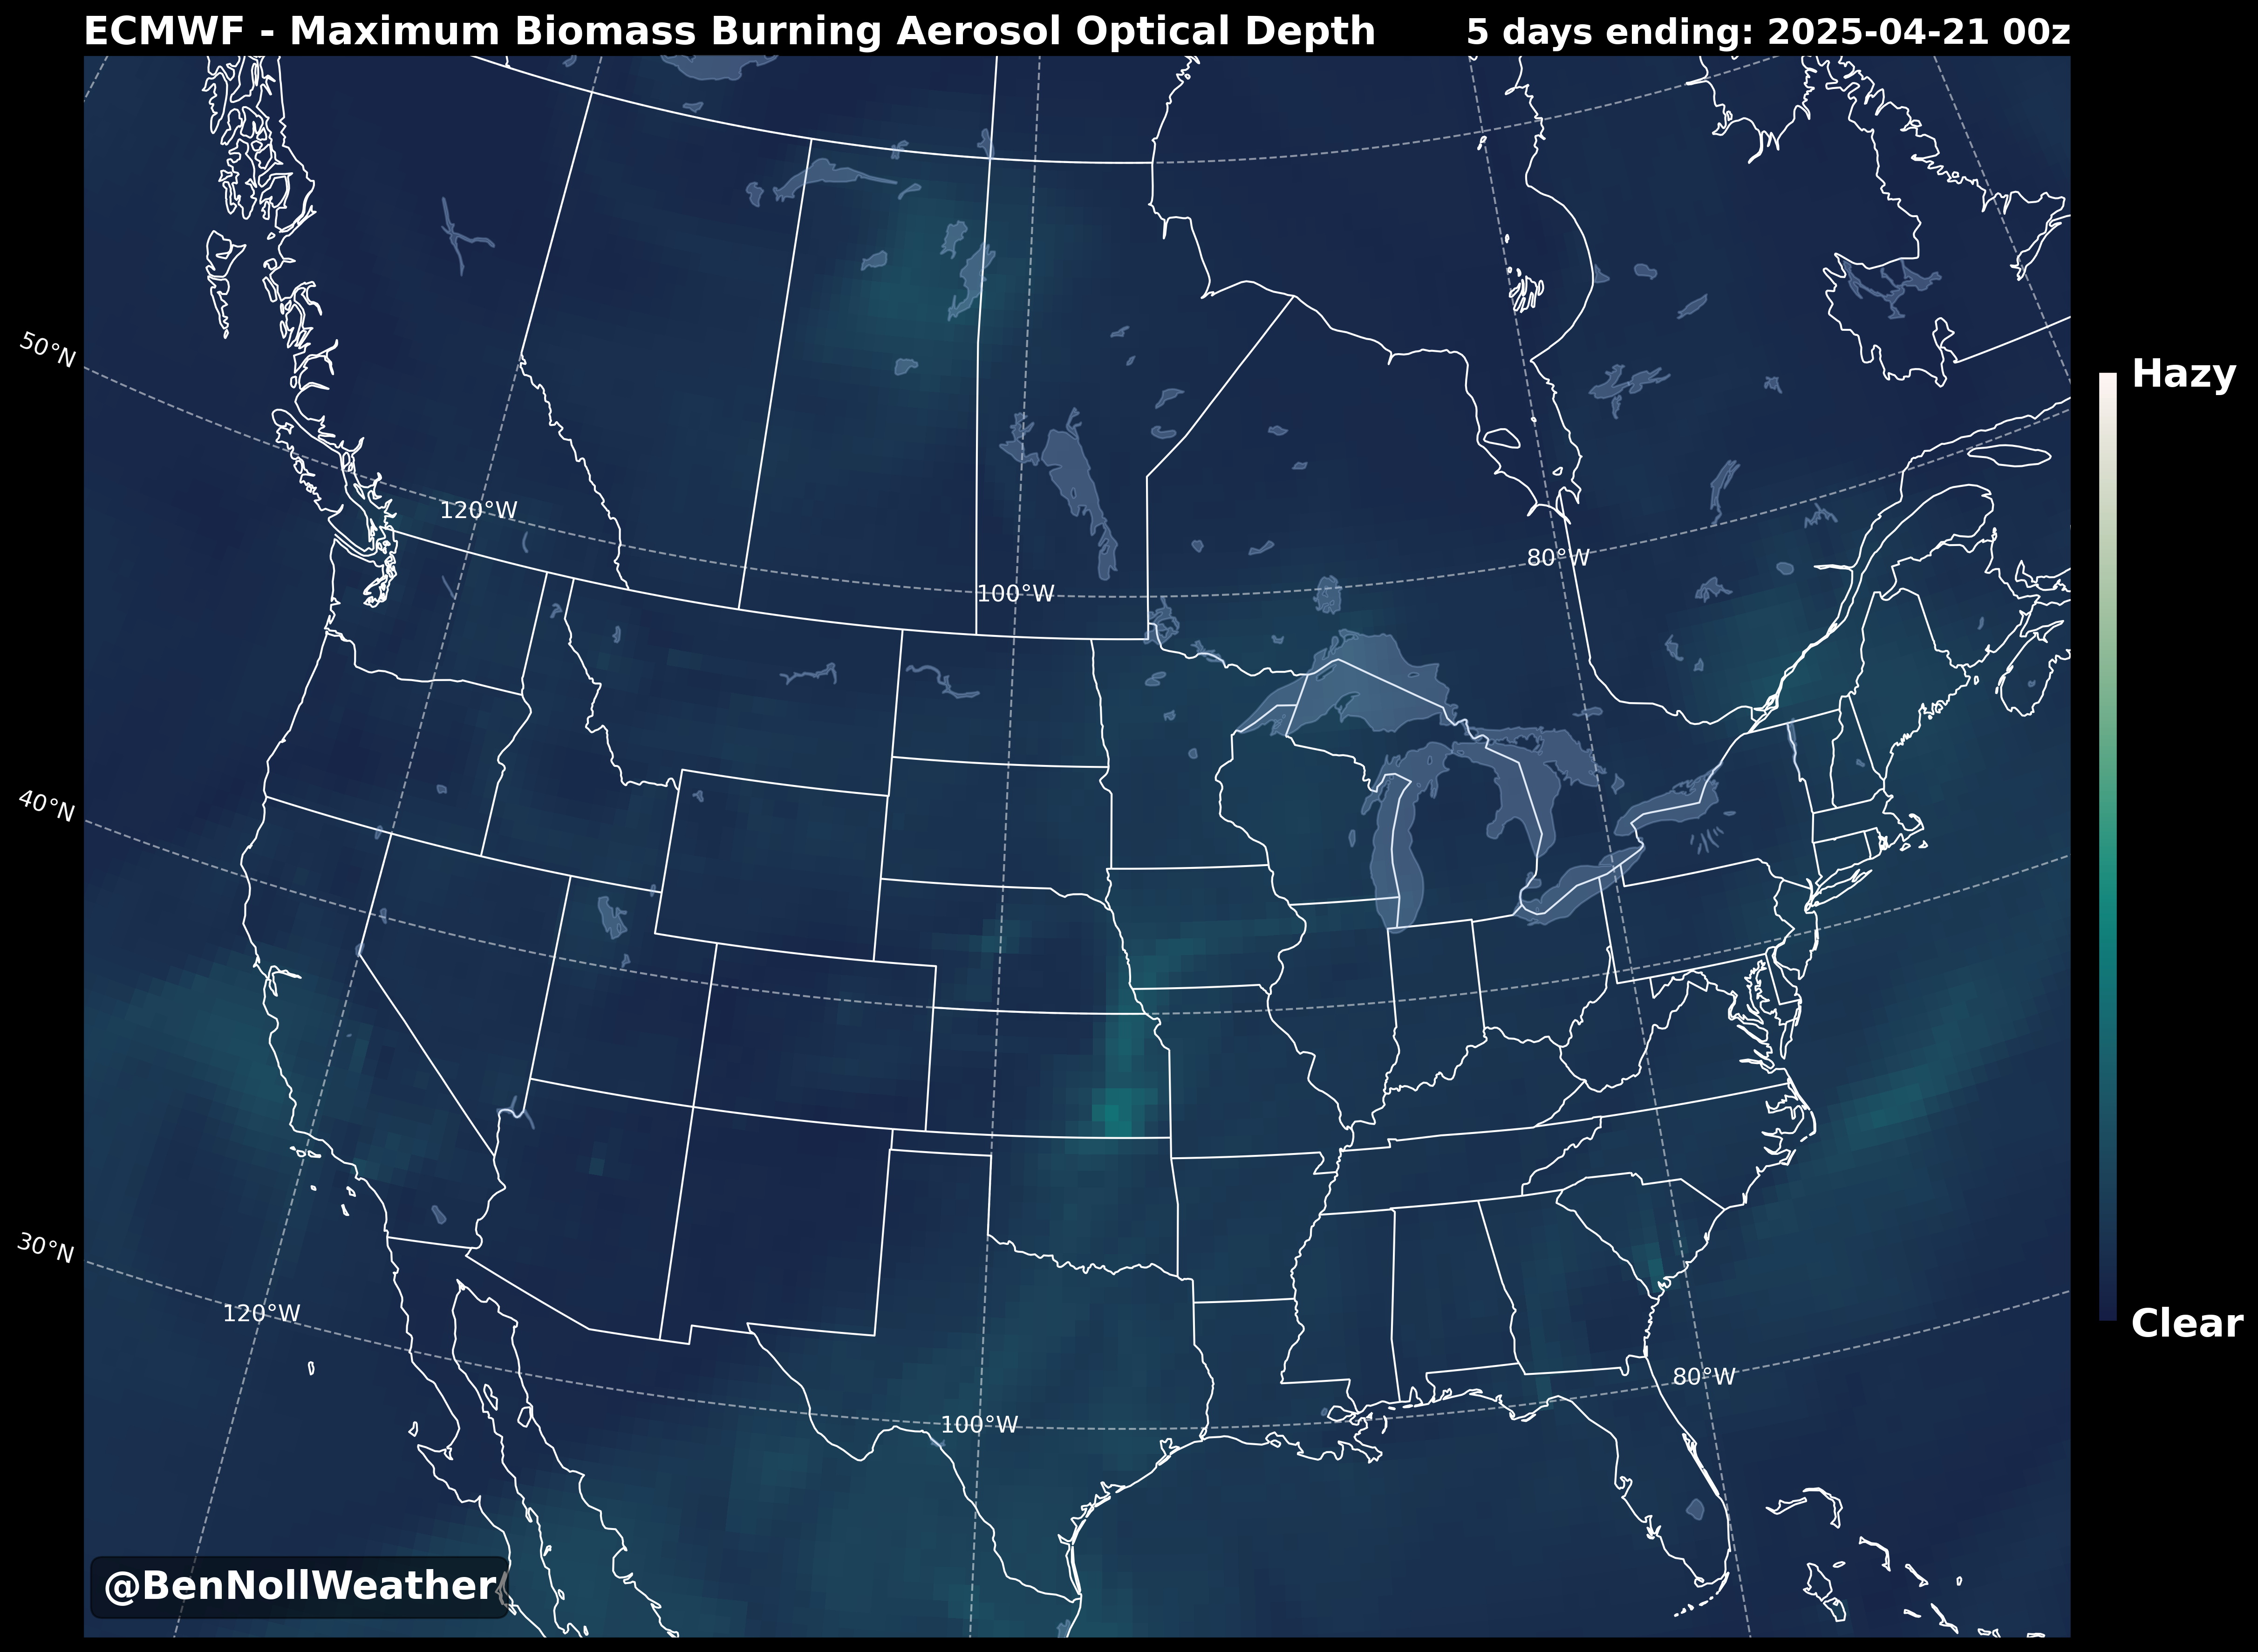 ECMWF - Maximum Biomass Burning Aerosol Optical Depth
5 days ending: 2025-04-21 00z
50°N
Hazy
120°W
80°W
100°W
40°N
30°N
120°W
Clear
80°W
100°W
@BenNollWeather